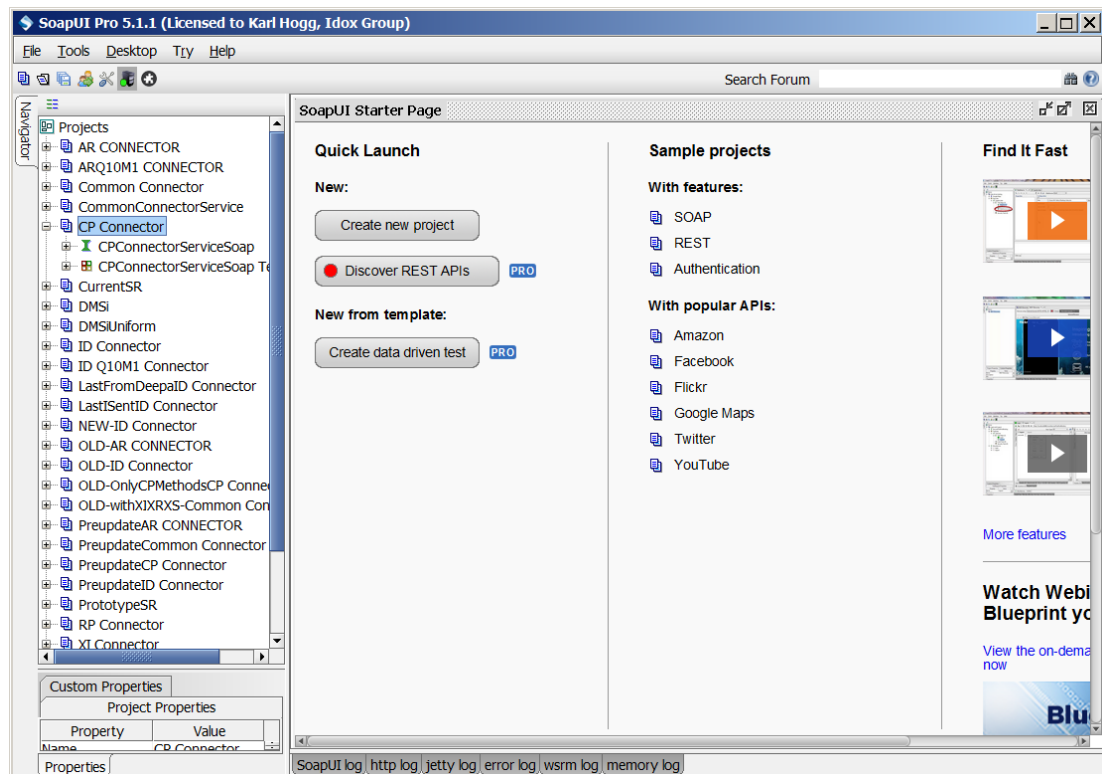 SoapUI Pro 5.1.1 (Licensed to Karl Hogg, Idox Group)
File Tools Desktop Try Help
Search Forum
Navigator
Projects
AR CONNECTOR
ARQ10M1 CONNECTOR
Common Connector
CommonConnectorService
CP Connector
CPConnectorServiceSoap
CPConnectorServiceSoap Te
CurrentSR
DMSi
DMSiUniform
ID Connector
ID Q10M1 Connector
LastFromDeepaID Connector
LastISentID Connector
NEW-ID Connector
OLD-AR CONNECTOR
OLD-ID Connector
OLD-OnlyCPMethodsCP Conne
OLD-withXIXRXS-Common Con
PreupdateAR CONNECTOR
PreupdateCommon Connector
PreupdateCP Connector
PreupdateID Connector
PrototypeSR
RP Connector
XI Connector
Custom Properties
Project Properties
Property Value
Name CP Connector
Properties
SoapUI Starter Page
Quick Launch
New:
Create new project
Discover REST APIs PRO
New from template:
Create data driven test PRO
Sample projects
With features:
SOAP
REST
Authentication
With popular APIs:
Amazon
Facebook
Flickr
Google Maps
Twitter
YouTube
Find It Fast
More features
Watch Webi
Blueprint yo
View the on-dema
now
Blu
SoapUI log http log jetty log error log wsrm log memory log